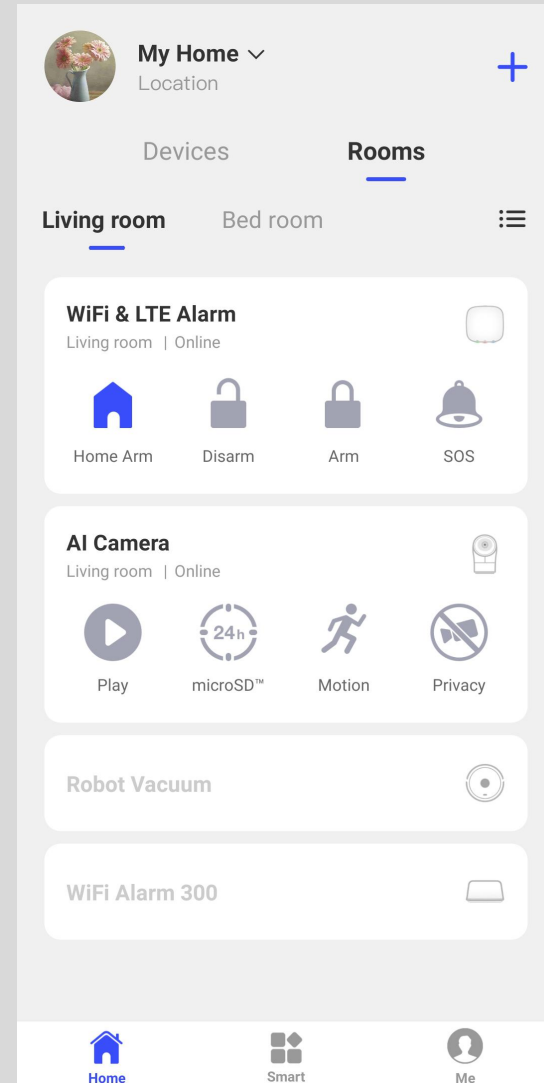 My Home
Location
Devices Rooms
Living room Bed room
WiFi & LTE Alarm
Living room | Online
Home Arm Disarm Arm SOS
AI Camera
Living room | Online
24h
Play microSD™ Motion Privacy
Robot Vacuum
WiFi Alarm 300
Home Smart Me